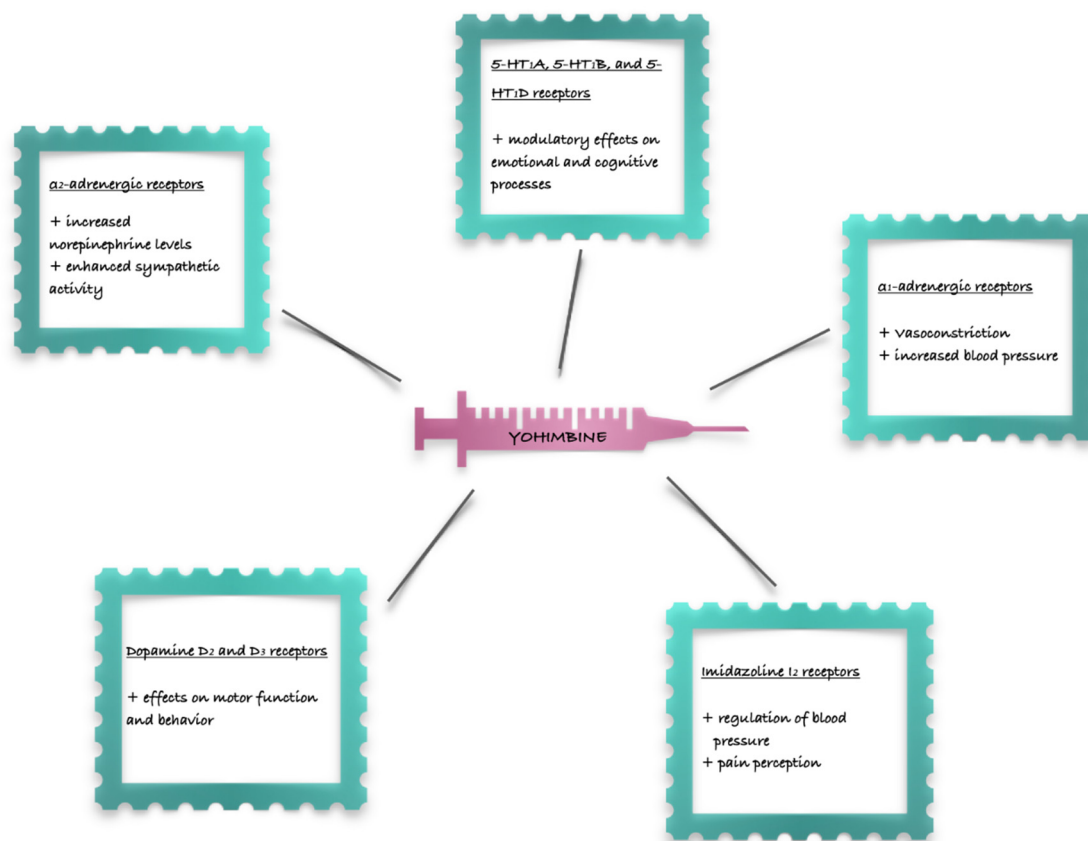 5-HT1A, 5-HT1B, and 5-
HT1D receptors
+ modulatory effects on
emotional and cognitive
processes
α2-adrenergic receptors
+ increased
norepinephrine levels
+ enhanced sympathetic
activity
α1-adrenergic receptors
+ vasoconstriction
+ increased blood pressure
YOHIMBINE
Dopamine D2 and D3 receptors
+ effects on motor function
and behavior
Imidazoline I2 receptors
+ regulation of blood
pressure
+ pain perception